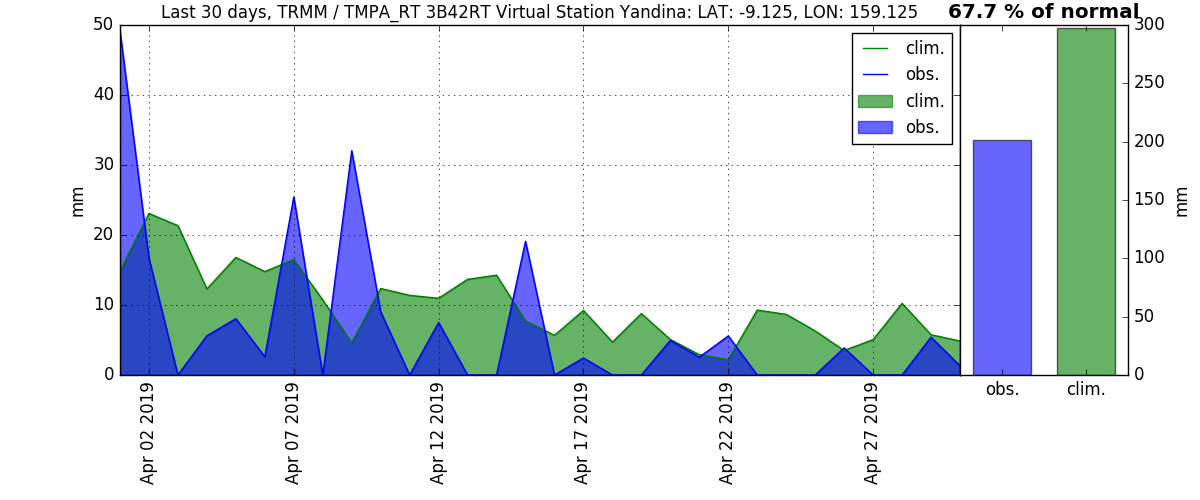 Last 30 days, TRMM / TMPA_RT 3B42RT Virtual Station Yandina: LAT: -9.125, LON: 159.125
67.7 % of normal
50
40
30
20
10
0
mm
clim.
obs.
clim.
obs.
300
250
200
150
100
50
0
mm
Apr 02 2019
Apr 07 2019
Apr 12 2019
Apr 17 2019
Apr 22 2019
Apr 27 2019
obs.
clim.